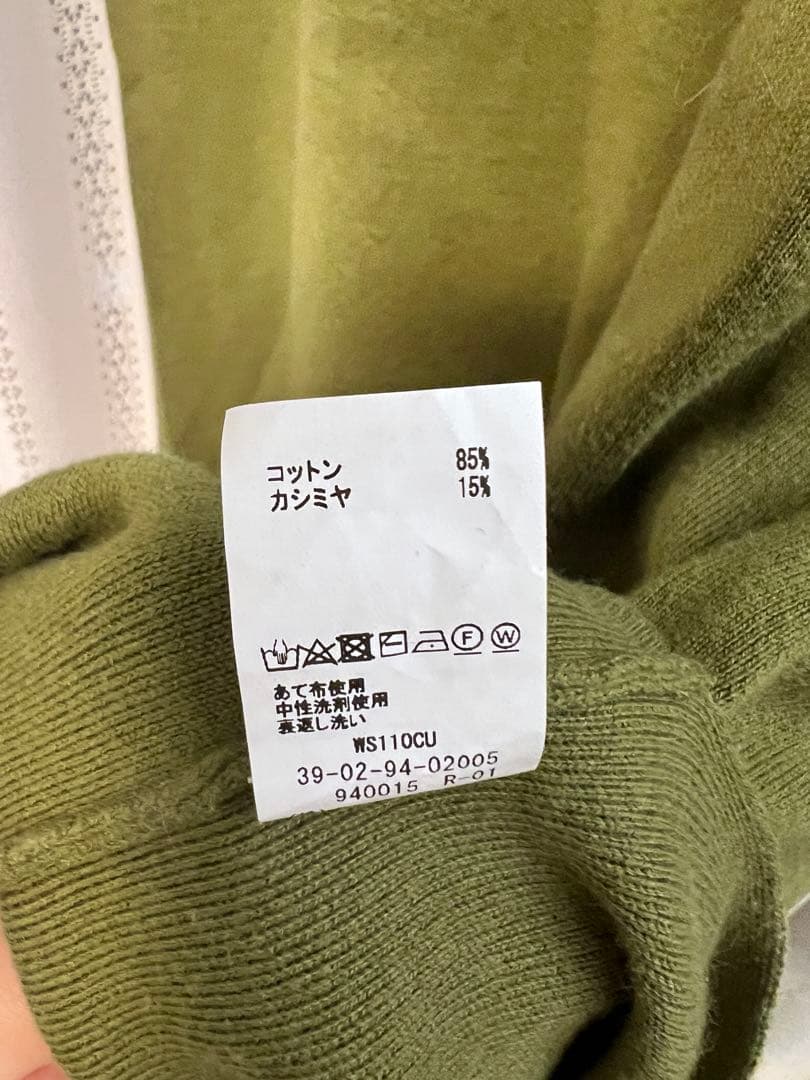 コットン 85%
カシミヤ 15%
F W
あて布使用
中性洗剤使用
裏返し洗い
WS110CU
39-02-94-02005
940015 R-01